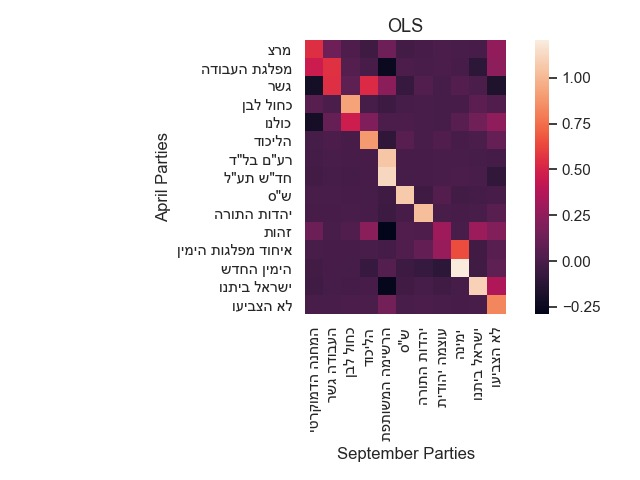 OLS
April Parties
מרצ
מפלגת העבודה
גשר
כחול לבן
כולנו
הליכוד
רע"ם בל"ד
חד"ש תע"ל
ש"ס
יהדות התורה
זהות
איחוד מפלגות הימין
הימין החדש
ישראל ביתנו
לא הצביעו
המחנה הדמוקרטי
העבודה גשר
כחול לבן
הליכוד
הרשימה המשותפת
ש"ס
יהדות התורה
עוצמה יהודית
ימינה
ישראל ביתנו
לא הצביעו
September Parties
1.00
0.75
0.50
0.25
0.00
−0.25